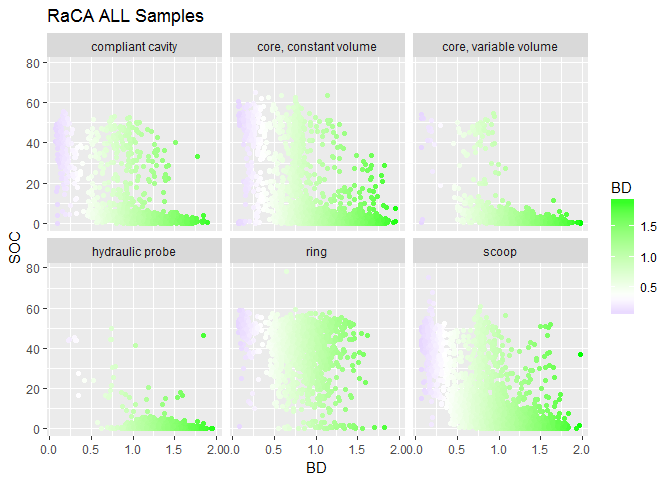 RaCA ALL Samples
compliant cavity
core, constant volume
core, variable volume
80
60
40
20
0
hydraulic probe
ring
scoop
80
60
40
20
0
0.0 0.5 1.0 1.5 2.0 0.0 0.5 1.0 1.5 2.0 0.0 0.5 1.0 1.5 2.0
BD
SOC
BD
1.5
1.0
0.5